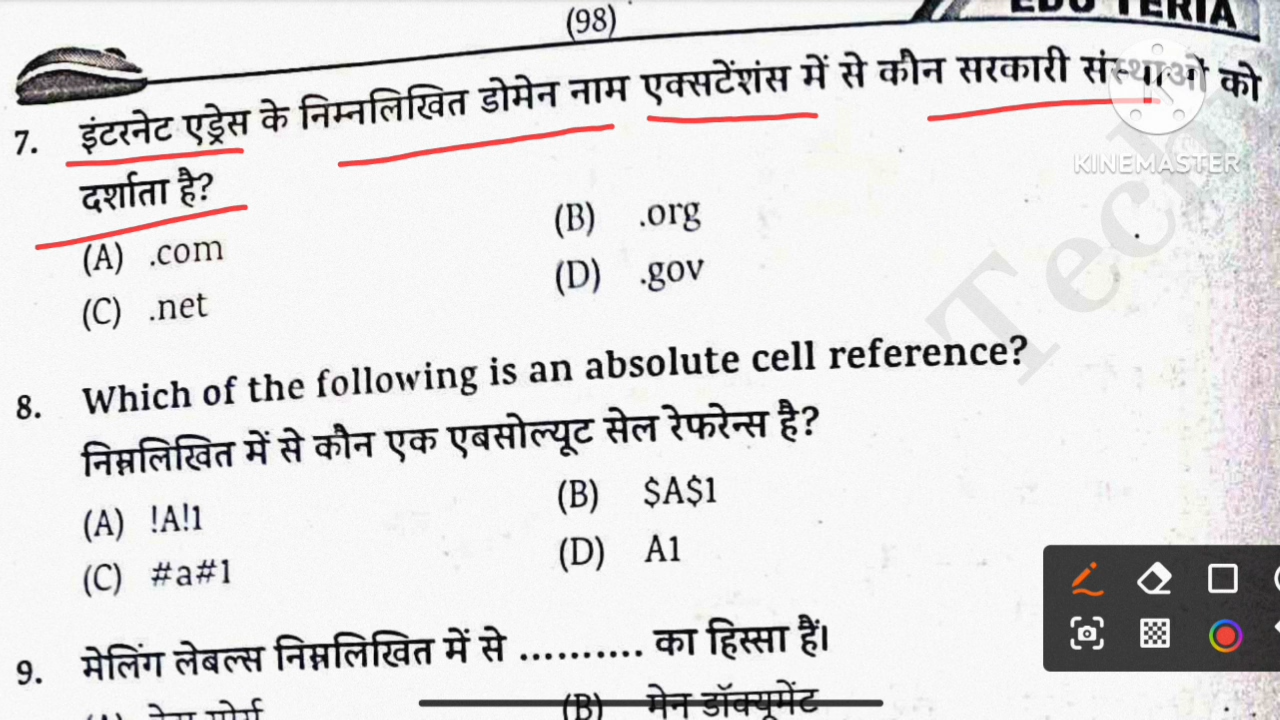 (98)
EDU TERIA
7. इंटरनेट एड्रेस के निम्नलिखित डोमेन नाम एक्सटेंशंस में से कौन सरकारी संस्थाओं को
KINEMASTER
दर्शाता है?
(A) .com (B) .org
(C) .net (D) .gov
Tech
8. Which of the following is an absolute cell reference?
निम्नलिखित में से कौन एक एबसोल्यूट सेल रेफरेन्स है?
(A) !A!1 (B) $A$1
(C) #a#1 (D) A1
9. मेलिंग लेबल्स निम्नलिखित में से .......... का हिस्सा हैं।
(B) मेन डॉक्यूमेंट